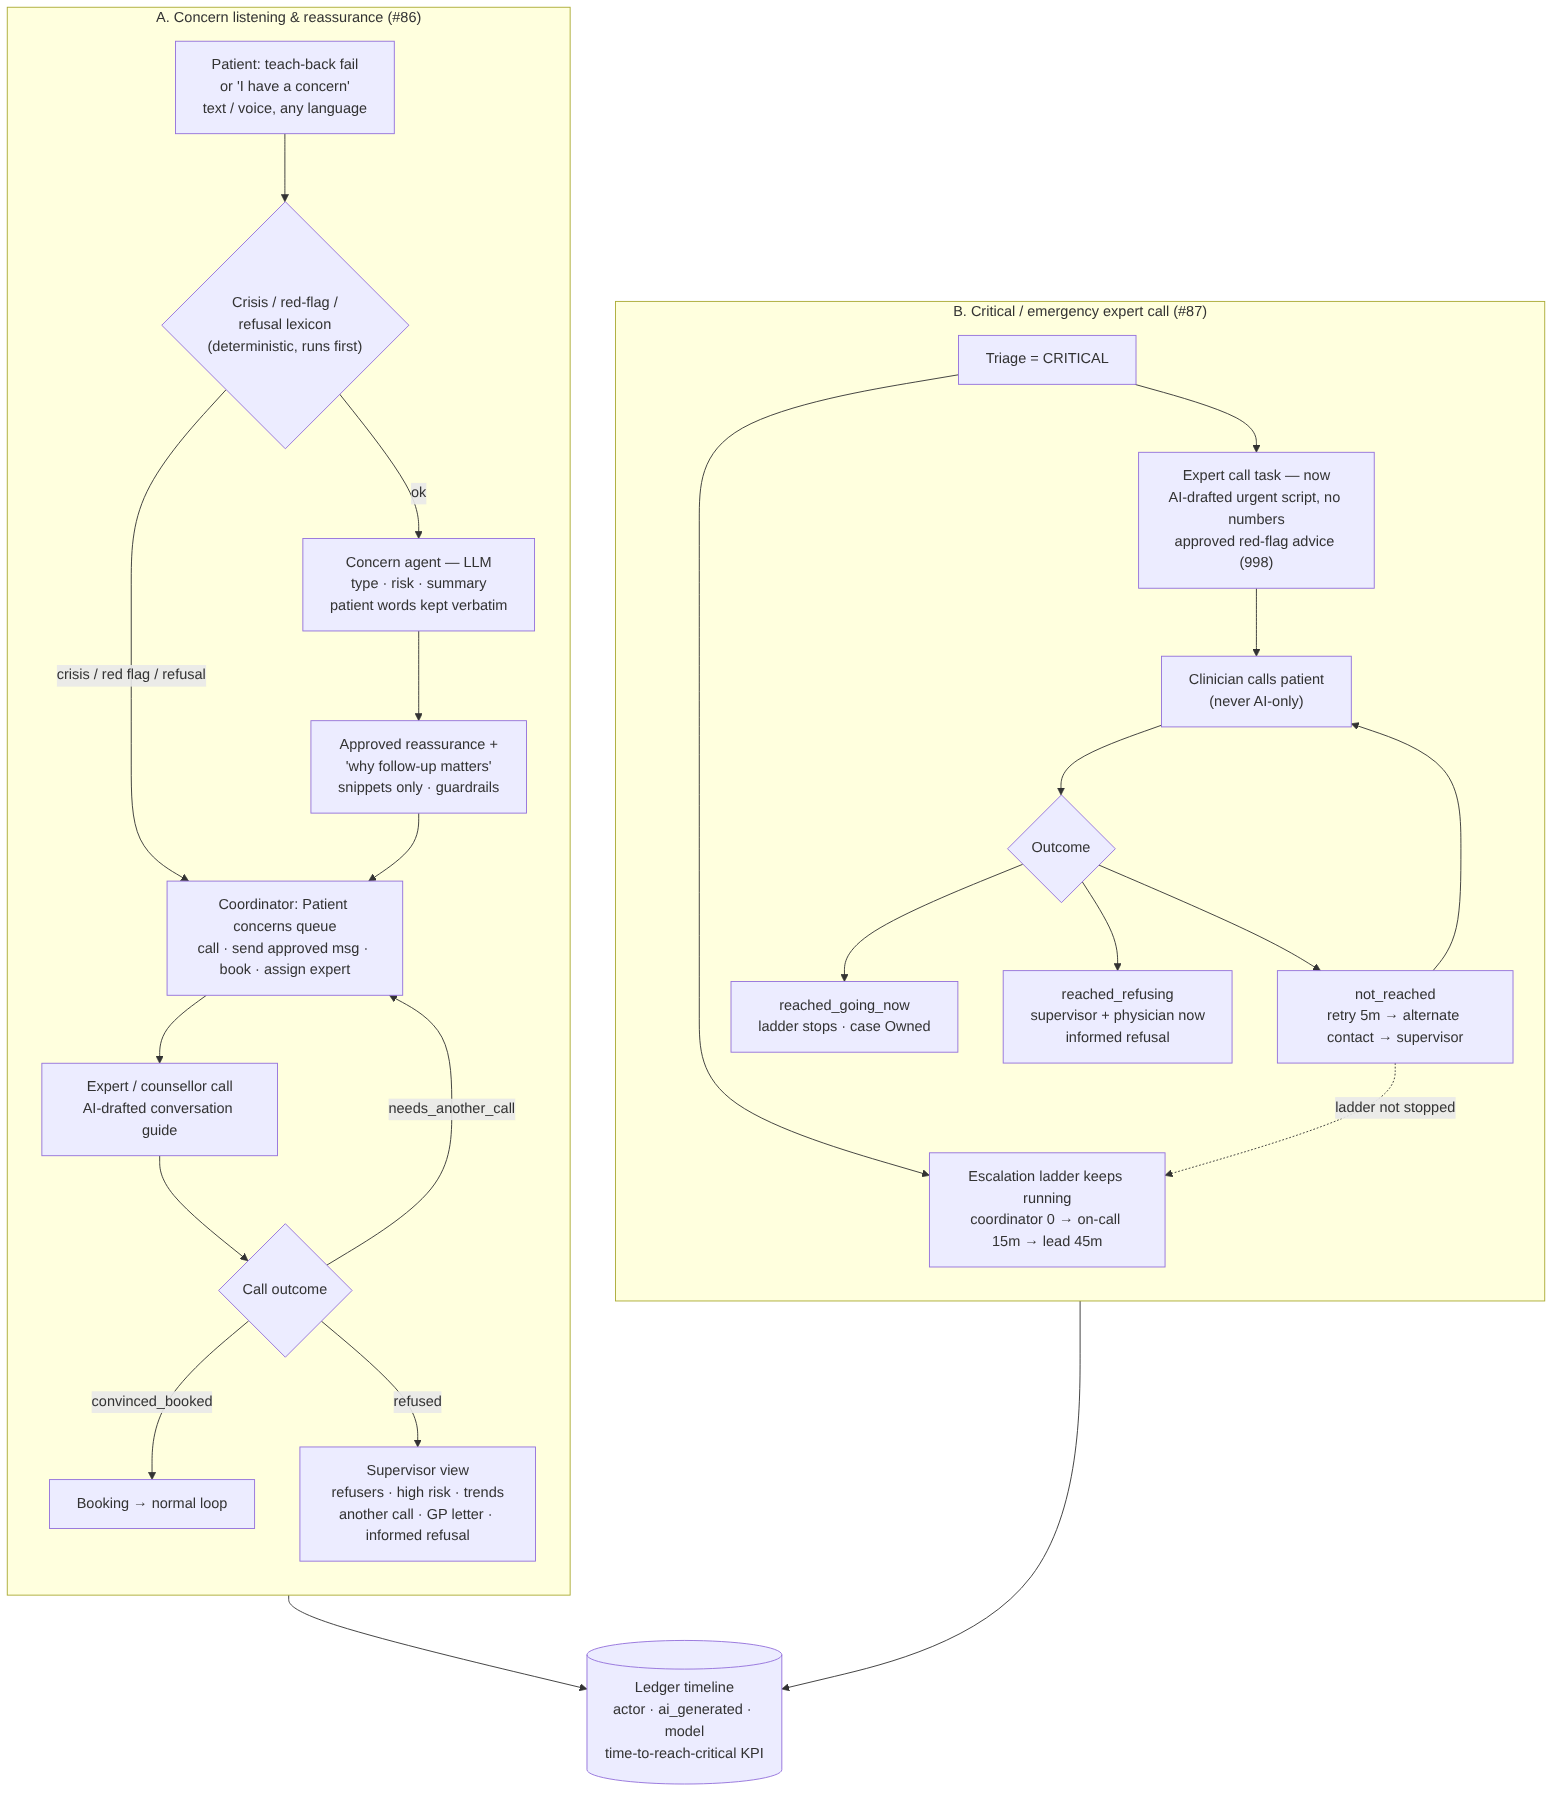 A. Concern listening & reassurance (#86)
Patient: teach-back fail
or 'I have a concern'
text / voice, any language
Crisis / red-flag /
refusal lexicon
(deterministic, runs first)
ok
Concern agent — LLM
type · risk · summary
patient words kept verbatim
crisis / red flag / refusal
Approved reassurance +
'why follow-up matters'
snippets only · guardrails
Coordinator: Patient
concerns queue
call · send approved msg ·
book · assign expert
Expert / counsellor call
AI-drafted conversation
guide
needs_another_call
Call outcome
convinced_booked
refused
Booking → normal loop
Supervisor view
refusers · high risk · trends
another call · GP letter ·
informed refusal
B. Critical / emergency expert call (#87)
Triage = CRITICAL
Expert call task — now
AI-drafted urgent script, no
numbers
approved red-flag advice
(998)
Clinician calls patient
(never AI-only)
Outcome
reached_going_now
ladder stops · case Owned
reached_refusing
supervisor + physician now
informed refusal
not_reached
retry 5m → alternate
contact → supervisor
ladder not stopped
Escalation ladder keeps
running
coordinator 0 → on-call
15m → lead 45m
Ledger timeline
actor · ai_generated ·
model
time-to-reach-critical KPI